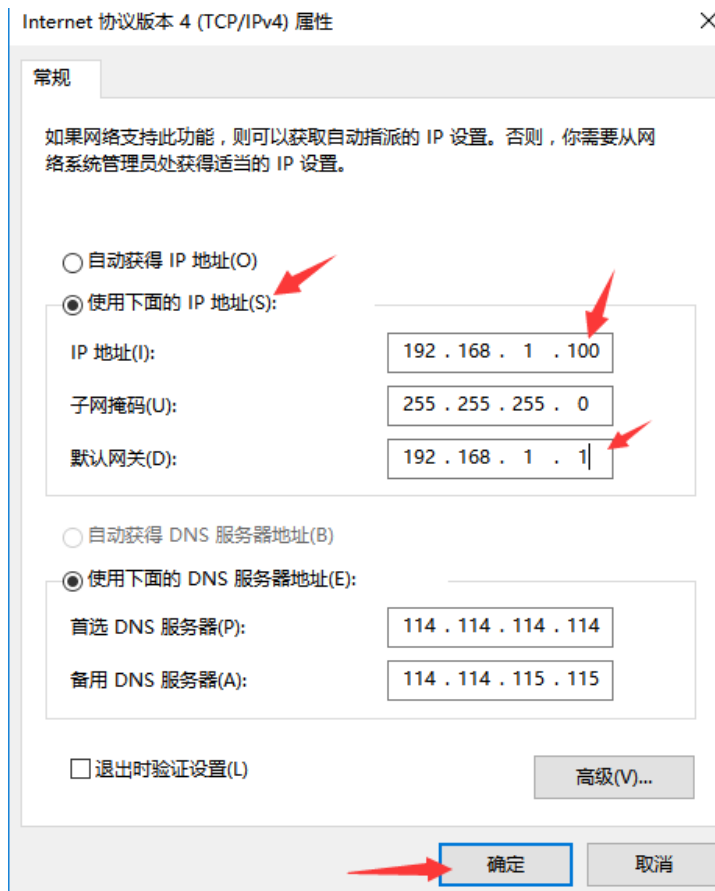 Internet 协议版本 4 (TCP/IPv4) 属性
常规
如果网络支持此功能，则可以获取自动指派的 IP 设置。否则，你需要从网
络系统管理员处获得适当的 IP 设置。
自动获得 IP 地址(O)
使用下面的 IP 地址(S):
IP 地址(I): 192 . 168 . 1 . 100
子网掩码(U): 255 . 255 . 255 . 0
默认网关(D): 192 . 168 . 1 . 1
自动获得 DNS 服务器地址(B)
使用下面的 DNS 服务器地址(E):
首选 DNS 服务器(P): 114 . 114 . 114 . 114
备用 DNS 服务器(A): 114 . 114 . 115 . 115
退出时验证设置(L)
高级(V)...
确定 取消